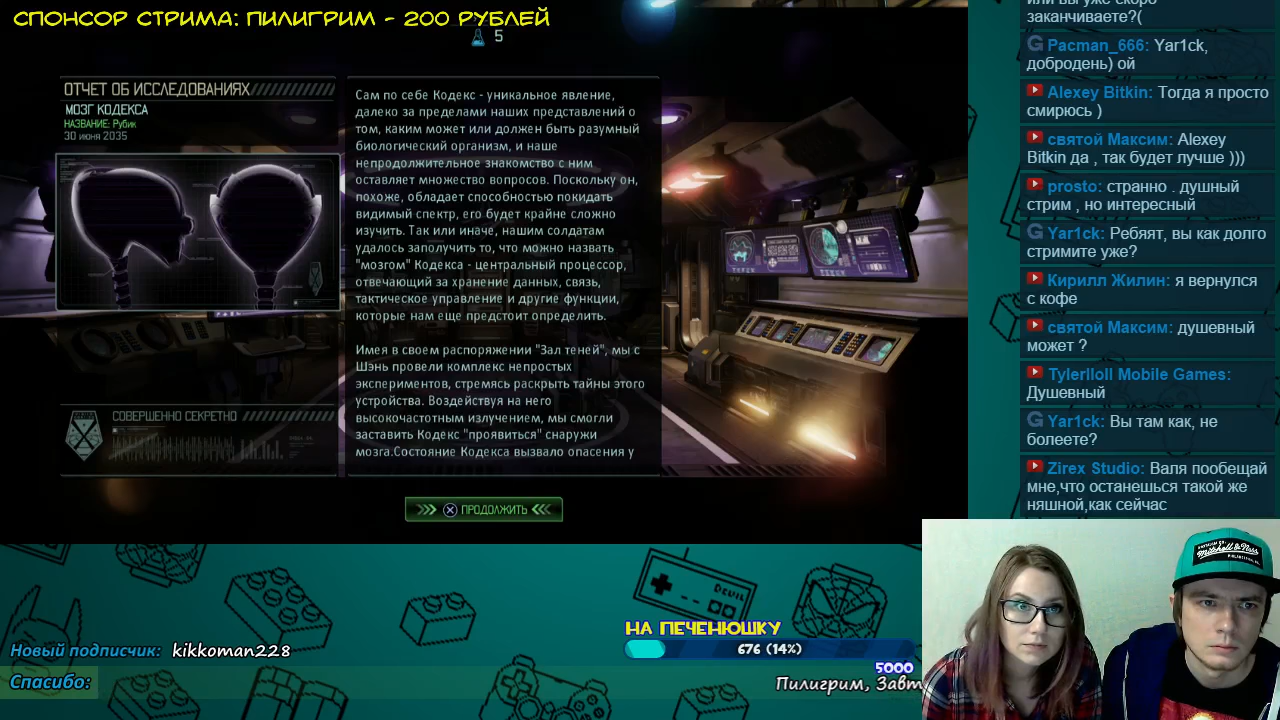 СПОНСОР СТРИМА: ПИЛИГРИМ - 200 РУБЛЕЙ
5
ОТЧЕТ ОБ ИССЛЕДОВАНИЯХ
МОЗГ КОДЕКСА
НАЗВАНИЕ: Рубик
30 июня 2035
СОВЕРШЕННО СЕКРЕТНО
Сам по себе Кодекс - уникальное явление,
далеко за пределами наших представлений о
том, каким может или должен быть разумный
биологический организм, и наше
непродолжительное знакомство с ним
оставляет множество вопросов. Поскольку он,
похоже, обладает способностью покидать
видимый спектр, его будет крайне сложно
изучить. Так или иначе, нашим солдатам
удалось заполучить то, что можно назвать
"мозгом" Кодекса - центральный процессор,
отвечающий за хранение данных, связь,
тактическое управление и другие функции,
которые нам еще предстоит определить.
Имея в своем распоряжении "Зал теней", мы с
Шэнь провели комплекс непростых
экспериментов, стремясь раскрыть тайны этого
устройства. Воздействуя на него
высокочастотным излучением, мы смогли
заставить Кодекс "проявиться" снаружи
мозга.Состояние Кодекса вызвало опасения у
ПРОДОЛЖИТЬ
или вы уже скоро
заканчиваете?(
Pacman_666: Yar1ck,
добродень) ой
Alexey Bitkin: Тогда я просто
смирюсь )
святой Максим: Alexey
Bitkin да , так будет лучше )))
prosto: странно . душный
стрим , но интересный
Yar1ck: Ребяят, вы как долго
стримите уже?
Кирилл Жилин: я вернулся
с кофе
святой Максим: душевный
может ?
Tylerlloll Mobile Games:
Душевный
Yar1ck: Вы там как, не
болеете?
Zirex Studio: Валя пообещай
мне,что останешься такой же
няшной,как сейчас
DEVIL
НА ПЕЧЕНЮШКУ
676 (14%)
5000
Пилигрим, Завт
Новый подписчик: kikkoman228
Спасибо:
Mitchell & Ness